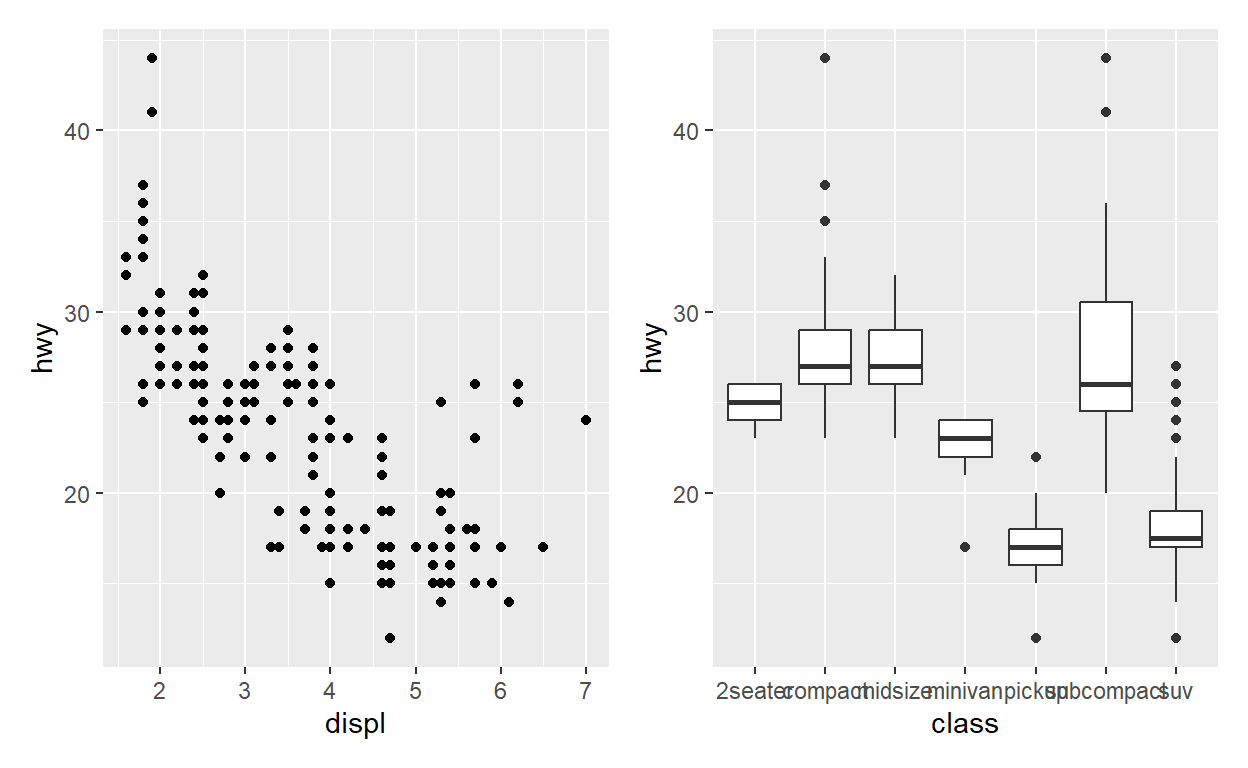 hwy
40
30
20
2 3 4 5 6 7
displ
hwy
40
30
20
2seater compact midsize minivan pickup subcompact suv
class